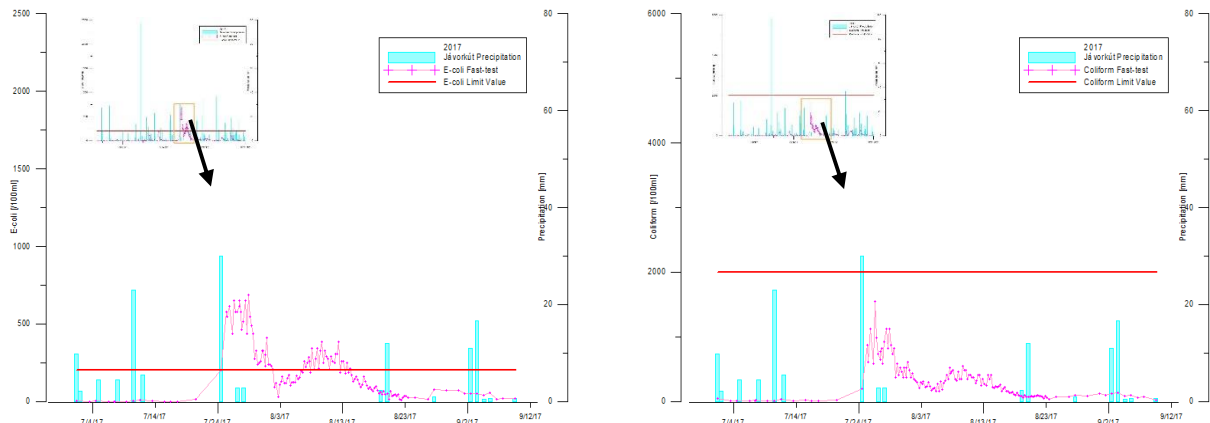 2500
2000
1500
1000
500
0
E-coli [/100ml]
80
60
40
20
0
Precipitation [mm]
2017
Jávorkút Precipitation
E-coli Fast-test
E-coli Limit Value
7/4/17 7/14/17 7/24/17 8/3/17 8/13/17 8/23/17 9/2/17 9/12/17
6000
4000
2000
0
Coliform [/100ml]
80
60
40
20
0
Precipitation [mm]
2017
Jávorkút Precipitation
Coliform Fast-test
Coliform Limit Value
7/4/17 7/14/17 7/24/17 8/3/17 8/13/17 8/23/17 9/2/17 9/12/17